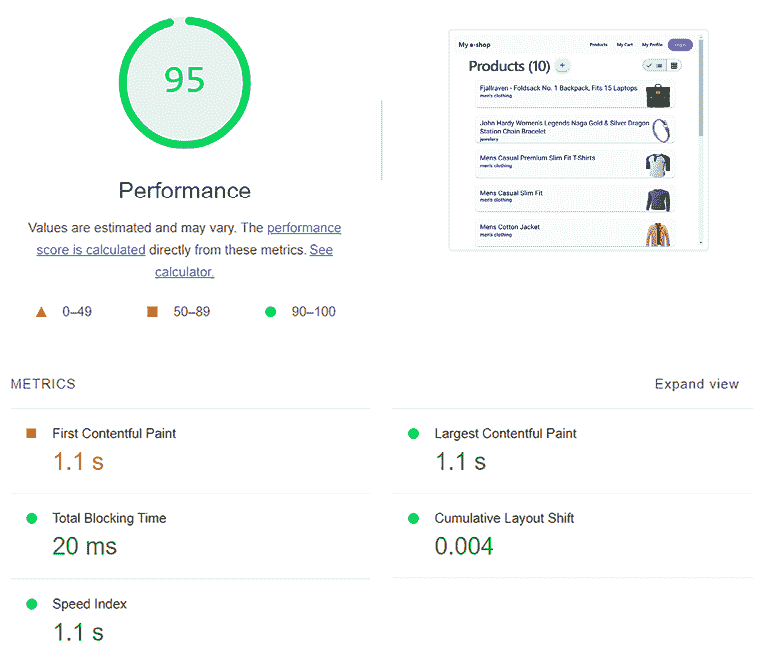 95
Performance
Values are estimated and may vary. The performance
score is calculated directly from these metrics. See
calculator.
0–49
50–89
90–100
My e-shop
Products
My Cart
My Profile
Products (10)
+
Fjallraven - Foldsack No. 1 Backpack, Fits 15 Laptops
men's clothing
John Hardy Women's Legends Naga Gold & Silver Dragon
Station Chain Bracelet
jewelery
Mens Casual Premium Slim Fit T-Shirts
men's clothing
Mens Casual Slim Fit
men's clothing
Mens Cotton Jacket
men's clothing
METRICS
Expand view
First Contentful Paint
1.1 s
Largest Contentful Paint
1.1 s
Total Blocking Time
20 ms
Cumulative Layout Shift
0.004
Speed Index
1.1 s